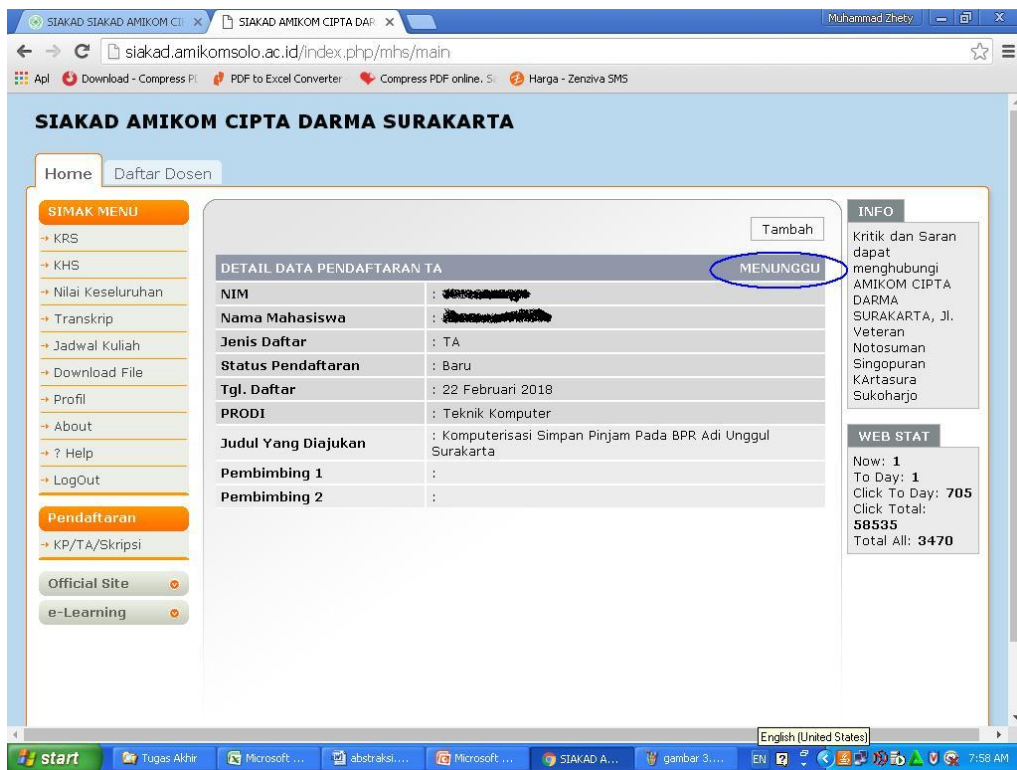 SIAKAD SIAKAD AMIKOM CI
SIAKAD AMIKOM CIPTA DAR
Muhammad Zhety
siakad.amikomsolo.ac.id/index.php/mhs/main
Apl
Download - Compress P
PDF to Excel Converter
Compress PDF online. S
Harga - Zenziva SMS
SIAKAD AMIKOM CIPTA DARMA SURAKARTA
Home
Daftar Dosen
SIMAK MENU
KRS
KHS
Nilai Keseluruhan
Transkrip
Jadwal Kuliah
Download File
Profil
About
? Help
LogOut
Pendaftaran
KP/TA/Skripsi
Official Site
e-Learning
Tambah
DETAIL DATA PENDAFTARAN TA MENUNGGU
NIM :
Nama Mahasiswa :
Jenis Daftar : TA
Status Pendaftaran : Baru
Tgl. Daftar : 22 Februari 2018
PRODI : Teknik Komputer
Judul Yang Diajukan : Komputerisasi Simpan Pinjam Pada BPR Adi Unggul
Surakarta
Pembimbing 1 :
Pembimbing 2 :
INFO
Kritik dan Saran
dapat
menghubungi
AMIKOM CIPTA
DARMA
SURAKARTA, Jl.
Veteran
Notosuman
Singopuran
KArtasura
Sukoharjo
WEB STAT
Now: 1
To Day: 1
Click To Day: 705
Click Total:
58535
Total All: 3470
English (United States)
start
Tugas Akhir
Microsoft ...
abstraksi....
Microsoft ...
SIAKAD A...
gambar 3....
EN
7:58 AM